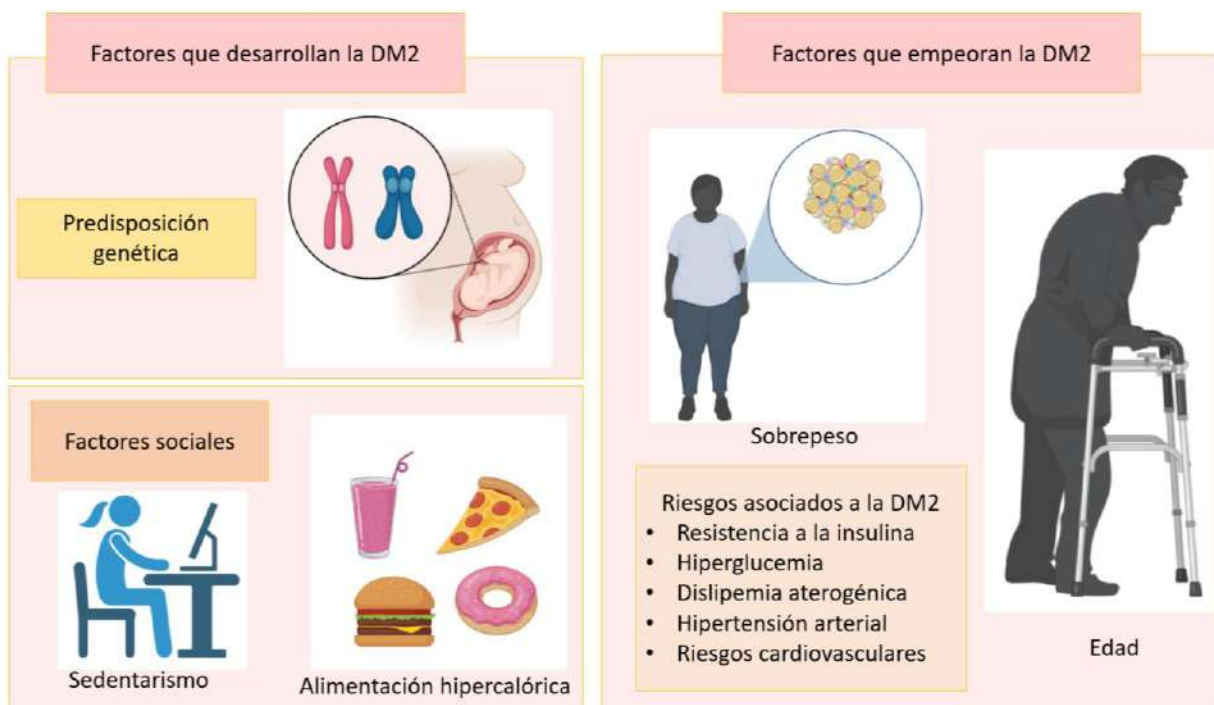 Factores que desarrollan la DM2
Predisposición
genética
Factores sociales
Sedentarismo
Alimentación hipercalórica
Factores que empeoran la DM2
Sobrepeso
Riesgos asociados a la DM2
• Resistencia a la insulina
• Hiperglucemia
• Dislipemia aterogénica
• Hipertensión arterial
• Riesgos cardiovasculares
Edad